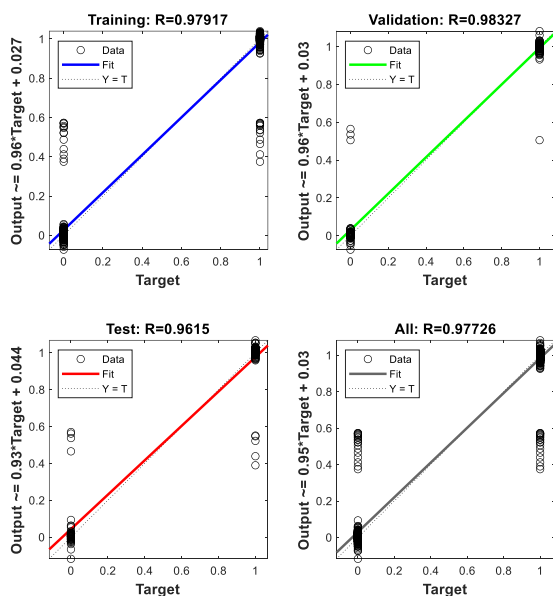 Training: R=0.97917
Output ~= 0.96*Target + 0.027
1
0.8
0.6
0.4
0.2
0
Data
Fit
Y = T
0 0.2 0.4 0.6 0.8 1
Target
Validation: R=0.98327
Output ~= 0.96*Target + 0.03
1
0.8
0.6
0.4
0.2
0
Data
Fit
Y = T
0 0.2 0.4 0.6 0.8 1
Target
Test: R=0.9615
Output ~= 0.93*Target + 0.044
1
0.8
0.6
0.4
0.2
0
Data
Fit
Y = T
0 0.2 0.4 0.6 0.8 1
Target
All: R=0.97726
Output ~= 0.95*Target + 0.03
1
0.8
0.6
0.4
0.2
0
Data
Fit
Y = T
0 0.2 0.4 0.6 0.8 1
Target